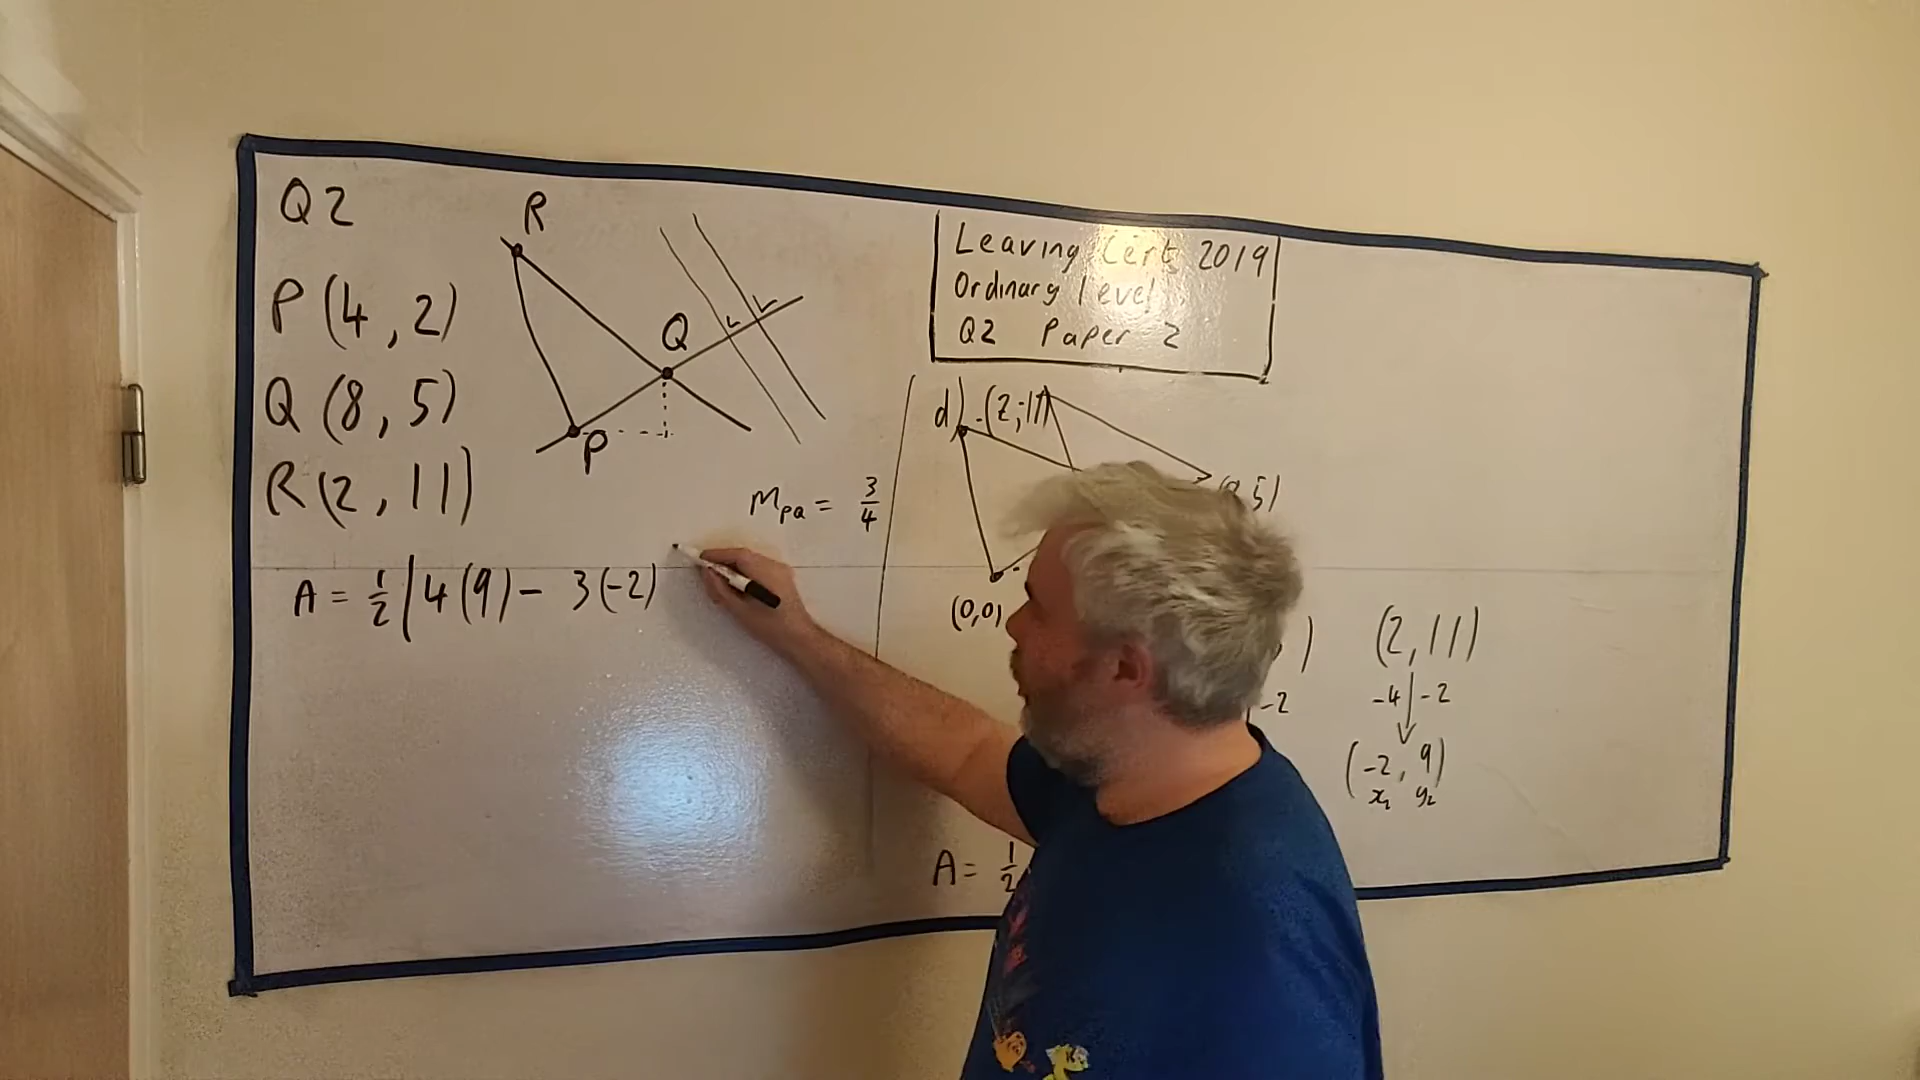 Q2
P(4, 2)
Q(8, 5)
R(2, 11)
R
Q
P
M_PQ = 3/4
A = 1/2 |4(9) - 3(-2)
Leaving Cert 2019
Ordinary level
Q2 Paper 2
d) (2, 11)
5)
(0,0)
)
-2
(2, 11)
-4 -2
(-2, 9)
x₂ y₂
A = 1/2